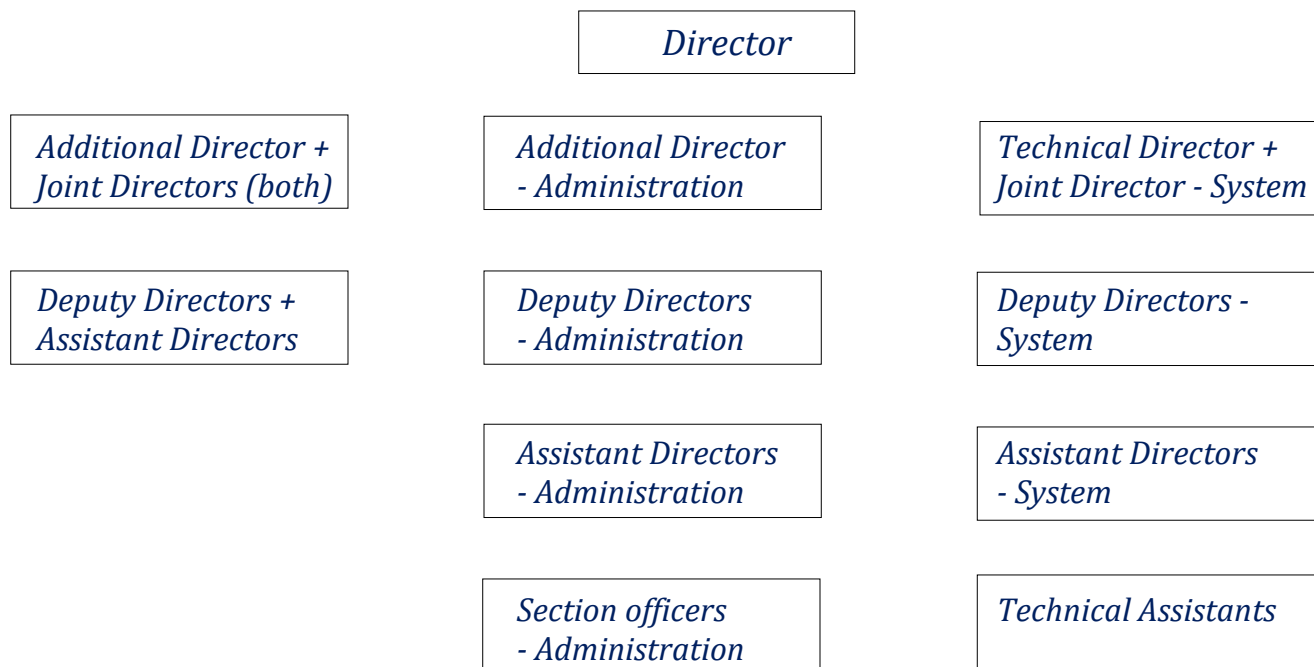 Director
Additional Director +
Joint Directors (both)
Additional Director
- Administration
Technical Director +
Joint Director - System
Deputy Directors +
Assistant Directors
Deputy Directors
- Administration
Deputy Directors -
System
Assistant Directors
- Administration
Assistant Directors
- System
Section officers
- Administration
Technical Assistants